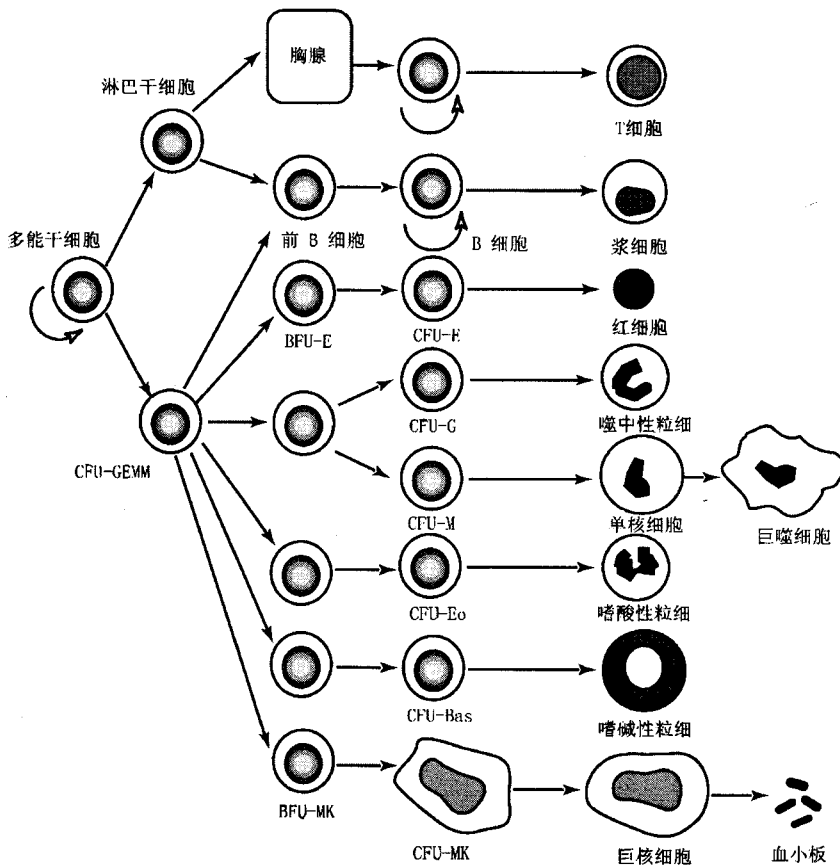 胸腺
淋巴干细胞
T细胞
多能干细胞
前 B 细胞
B 细胞
浆细胞
BFU-E
CFU-E
红细胞
CFU-G
噬中性粒细
CFU-GEMM
CFU-M
单核细胞
巨噬细胞
CFU-Eo
嗜酸性粒细
CFU-Bas
嗜碱性粒细
BFU-MK
CFU-MK
巨核细胞
血小板